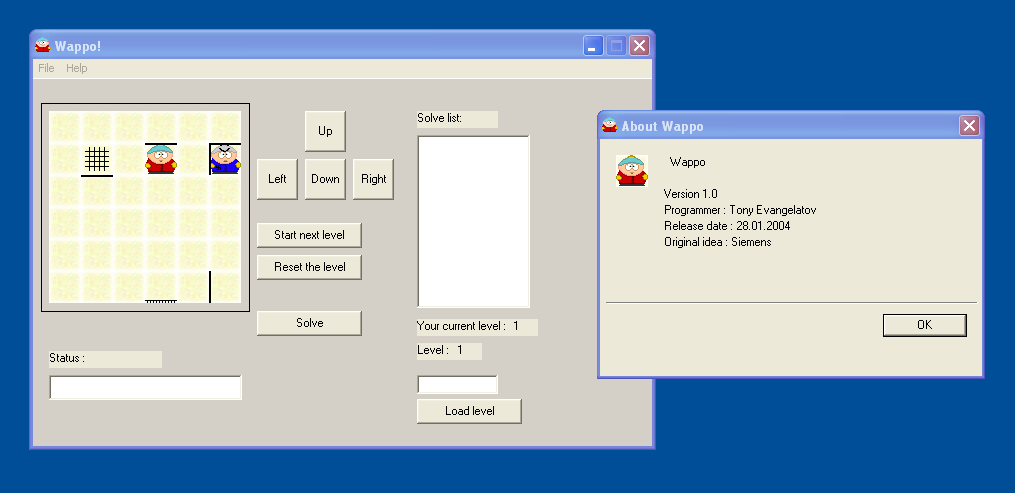 Wappo!
File Help
Up
Left
Down
Right
Start next level
Reset the level
Solve
Status :
Solve list:
Your current level : 1
Level : 1
Load level
About Wappo
Wappo
Version 1.0
Programmer : Tony Evangelatov
Release date : 28.01.2004
Original idea : Siemens
OK